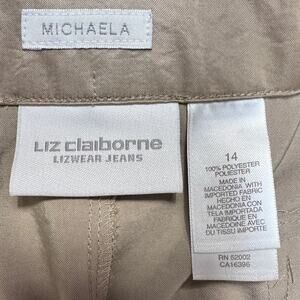 MICHAELA
LIZ claiborne
LIZWEAR JEANS
14
100% POLYESTER
POLIESTER
MADE IN
MACEDONIA WITH
IMPORTED FABRIC
HECHO EN
MACEDONIA CON
TELA IMPORTADA
FABRIQUE EN
MACEDOINE AVEC
DU TISSU IMPORTE
RN 52002
CA16396